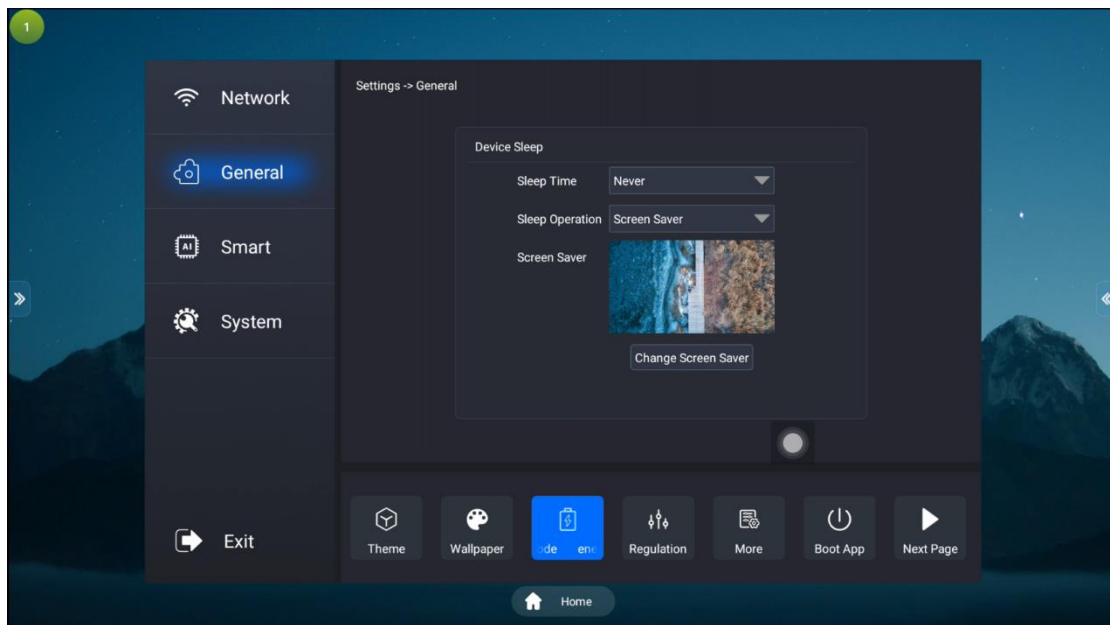 1
Network
General
Smart
System
Exit
Settings -> General
Device Sleep
Sleep Time Never
Sleep Operation Screen Saver
Screen Saver
Change Screen Saver
Theme
Wallpaper
Regulation
More
Boot App
Next Page
Home